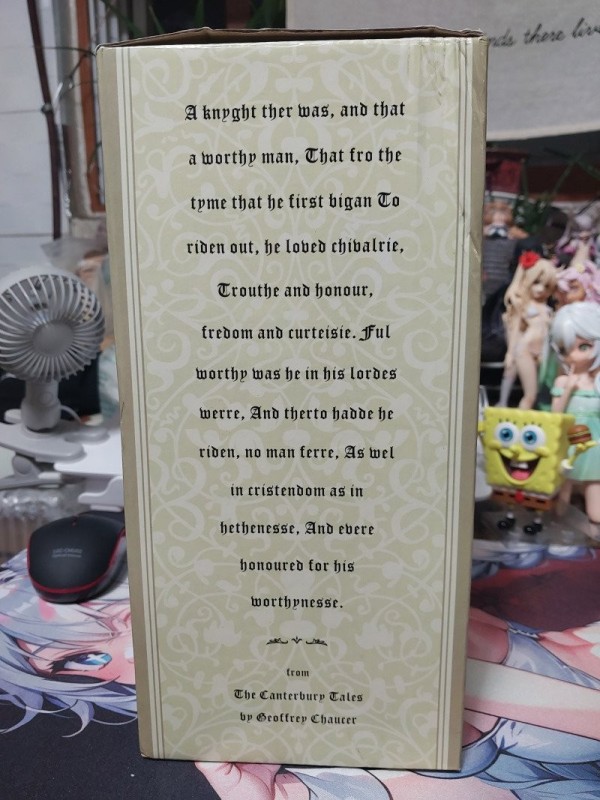 nds there liv
A knyght ther was, and that
a worthy man, That fro the
tyme that he first bigan To
riden out, he loved chivalrie,
Trouthe and honour,
fredom and curteisie. Ful
worthy was he in his lordes
werre, And therto hadde he
riden, no man ferre, As wel
in cristendom as in
hethenesse, And evere
honoured for his
worthynesse.
from
The Canterbury Tales
by Geoffrey Chaucer